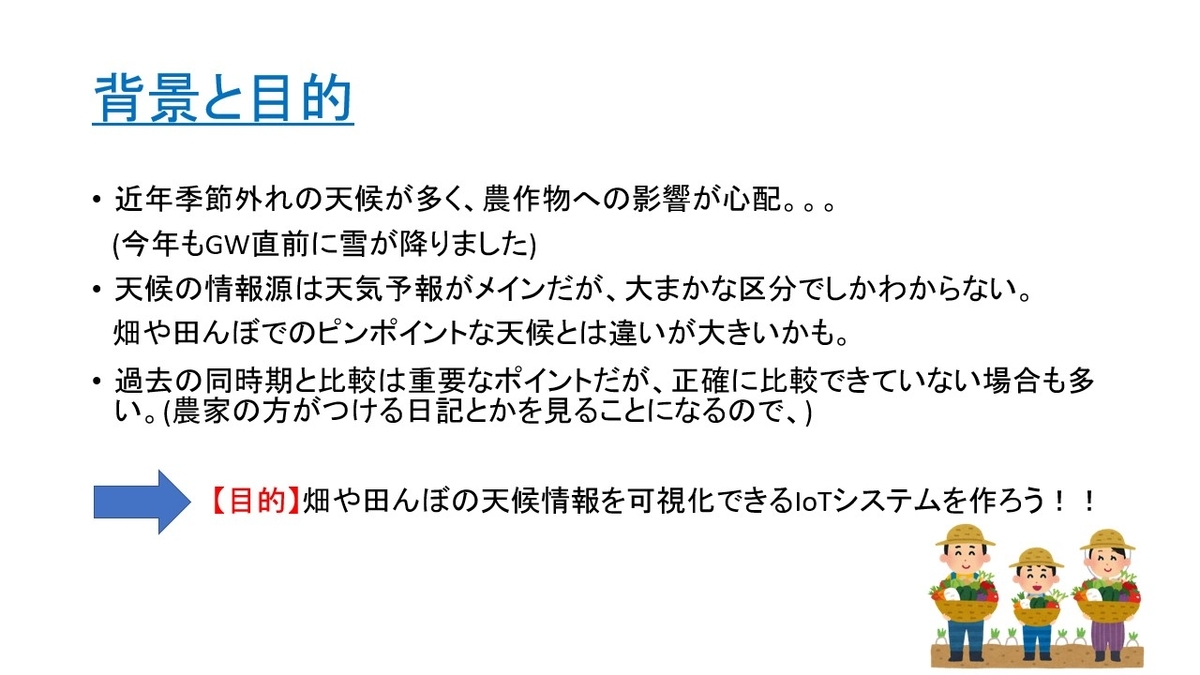 背景と目的
• 近年季節外れの天候が多く、農作物への影響が心配。。。
(今年もGW直前に雪が降りました)
• 天候の情報源は天気予報がメインだが、大まかな区分でしかわからない。
畑や田んぼでのピンポイントな天候とは違いが大きいかも。
• 過去の同時期と比較は重要なポイントだが、正確に比較できていない場合も多
い。(農家の方がつける日記とかを見ることになるので、)
【目的】畑や田んぼの天候情報を可視化できるIoTシステムを作ろう！！